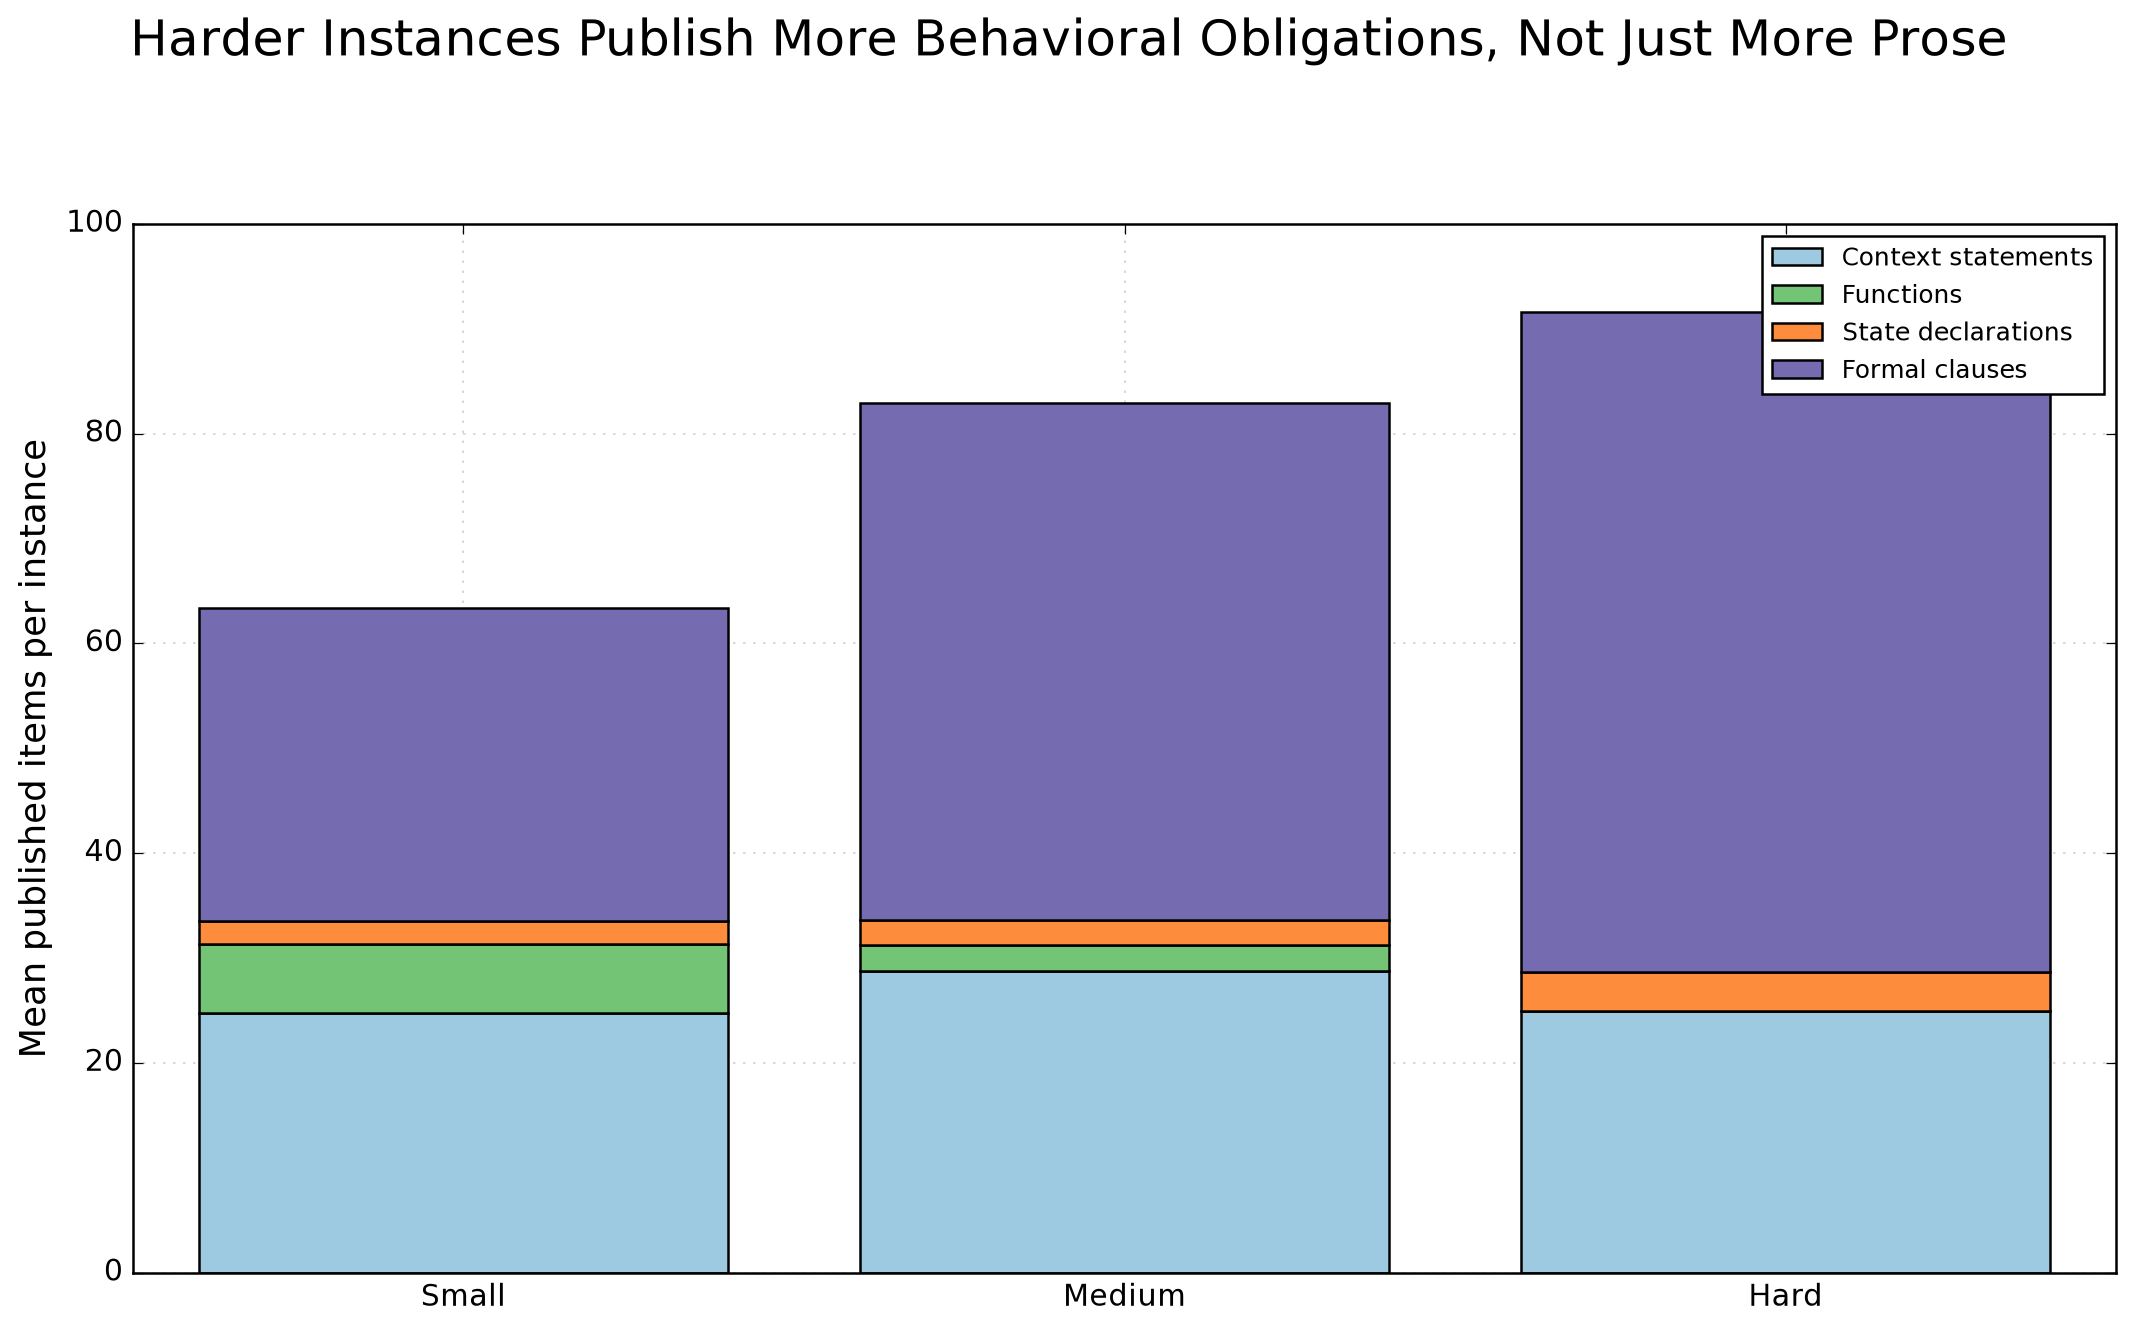 Harder Instances Publish More Behavioral Obligations, Not Just More Prose
Mean published items per instance
100
80
60
40
20
0
Context statements
Functions
State declarations
Formal clauses
Small
Medium
Hard